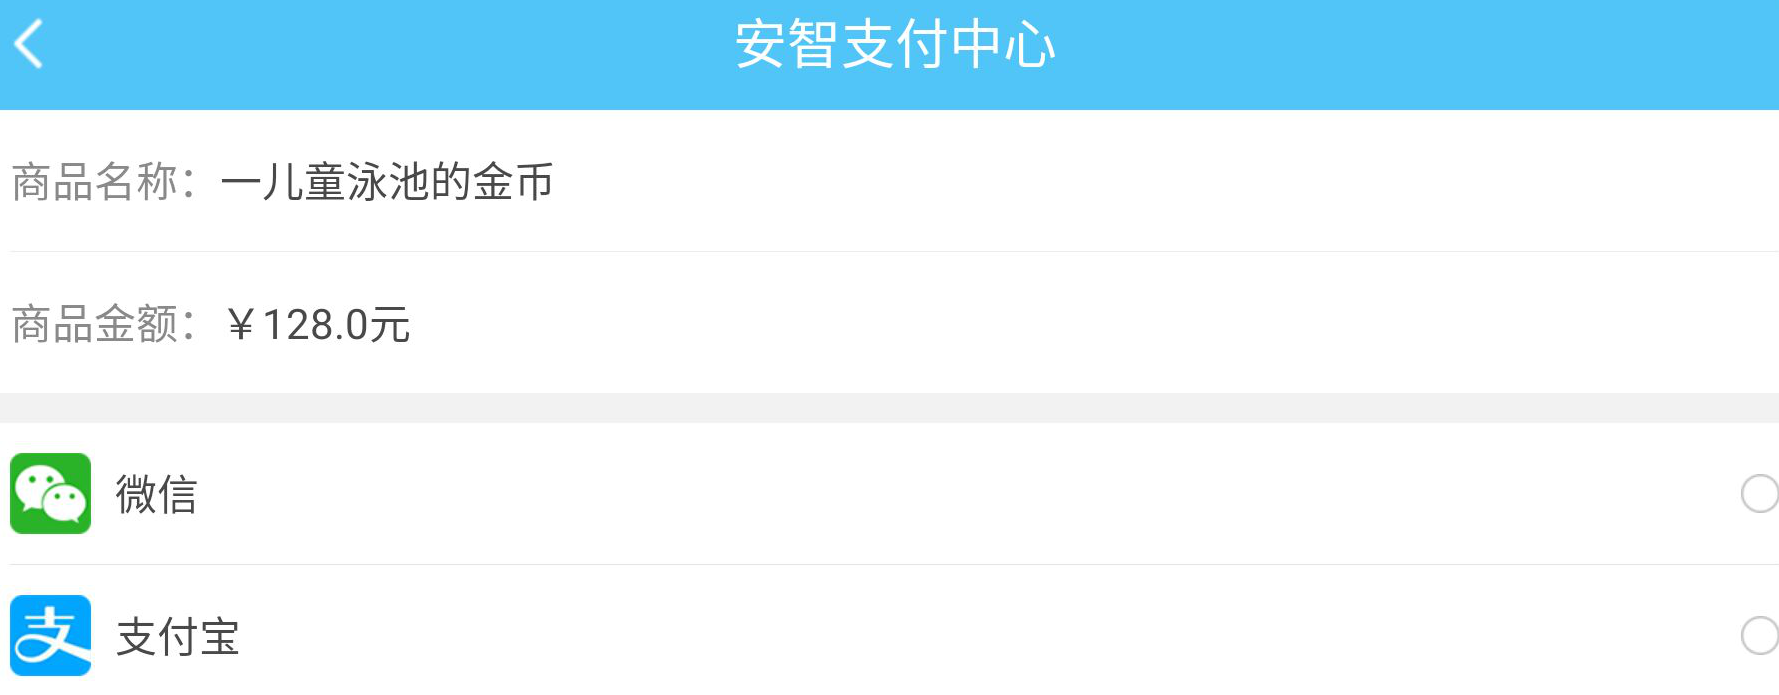 安智支付中心
商品名称：一儿童泳池的金币
商品金额：￥128.0元
微信
支付宝